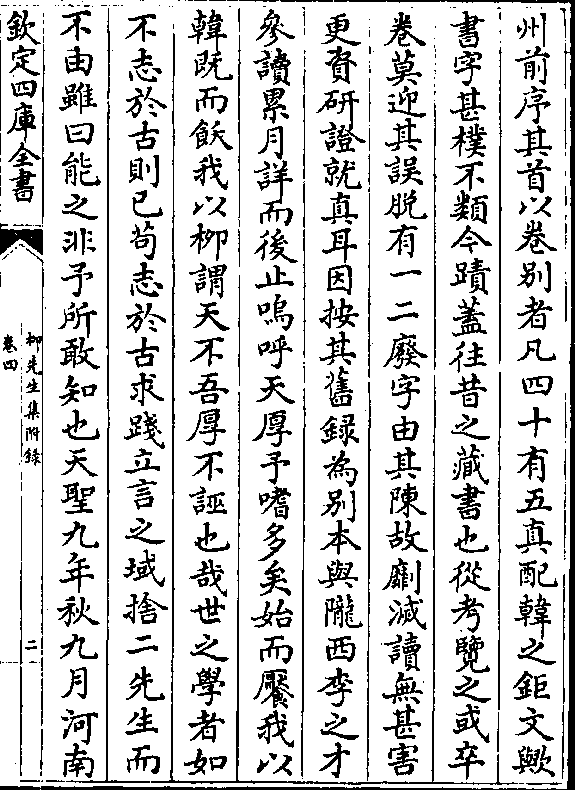 州前序其首以卷別者凡四十有五真配韓之鉅文歟
書字甚樸不類今蹟蓋往昔之藏書也從考覽之或卒
卷莫迎其誤脱有一二廢字由其陳故劘滅讀無甚害
更資研證就真耳因按其舊録為別本與隴西李之才
參讀累月詳而後止嗚呼天厚予嗜多矣始而饜我以
韓既而飫我以柳謂天不吾厚不誣也哉世之學者如
不志於古則已苟志於古求踐立言之域捨二先生而
不由雖曰能之非予所敢知也天聖九年秋九月河南
欽定四庫全書
柳先生集附録
卷四
二